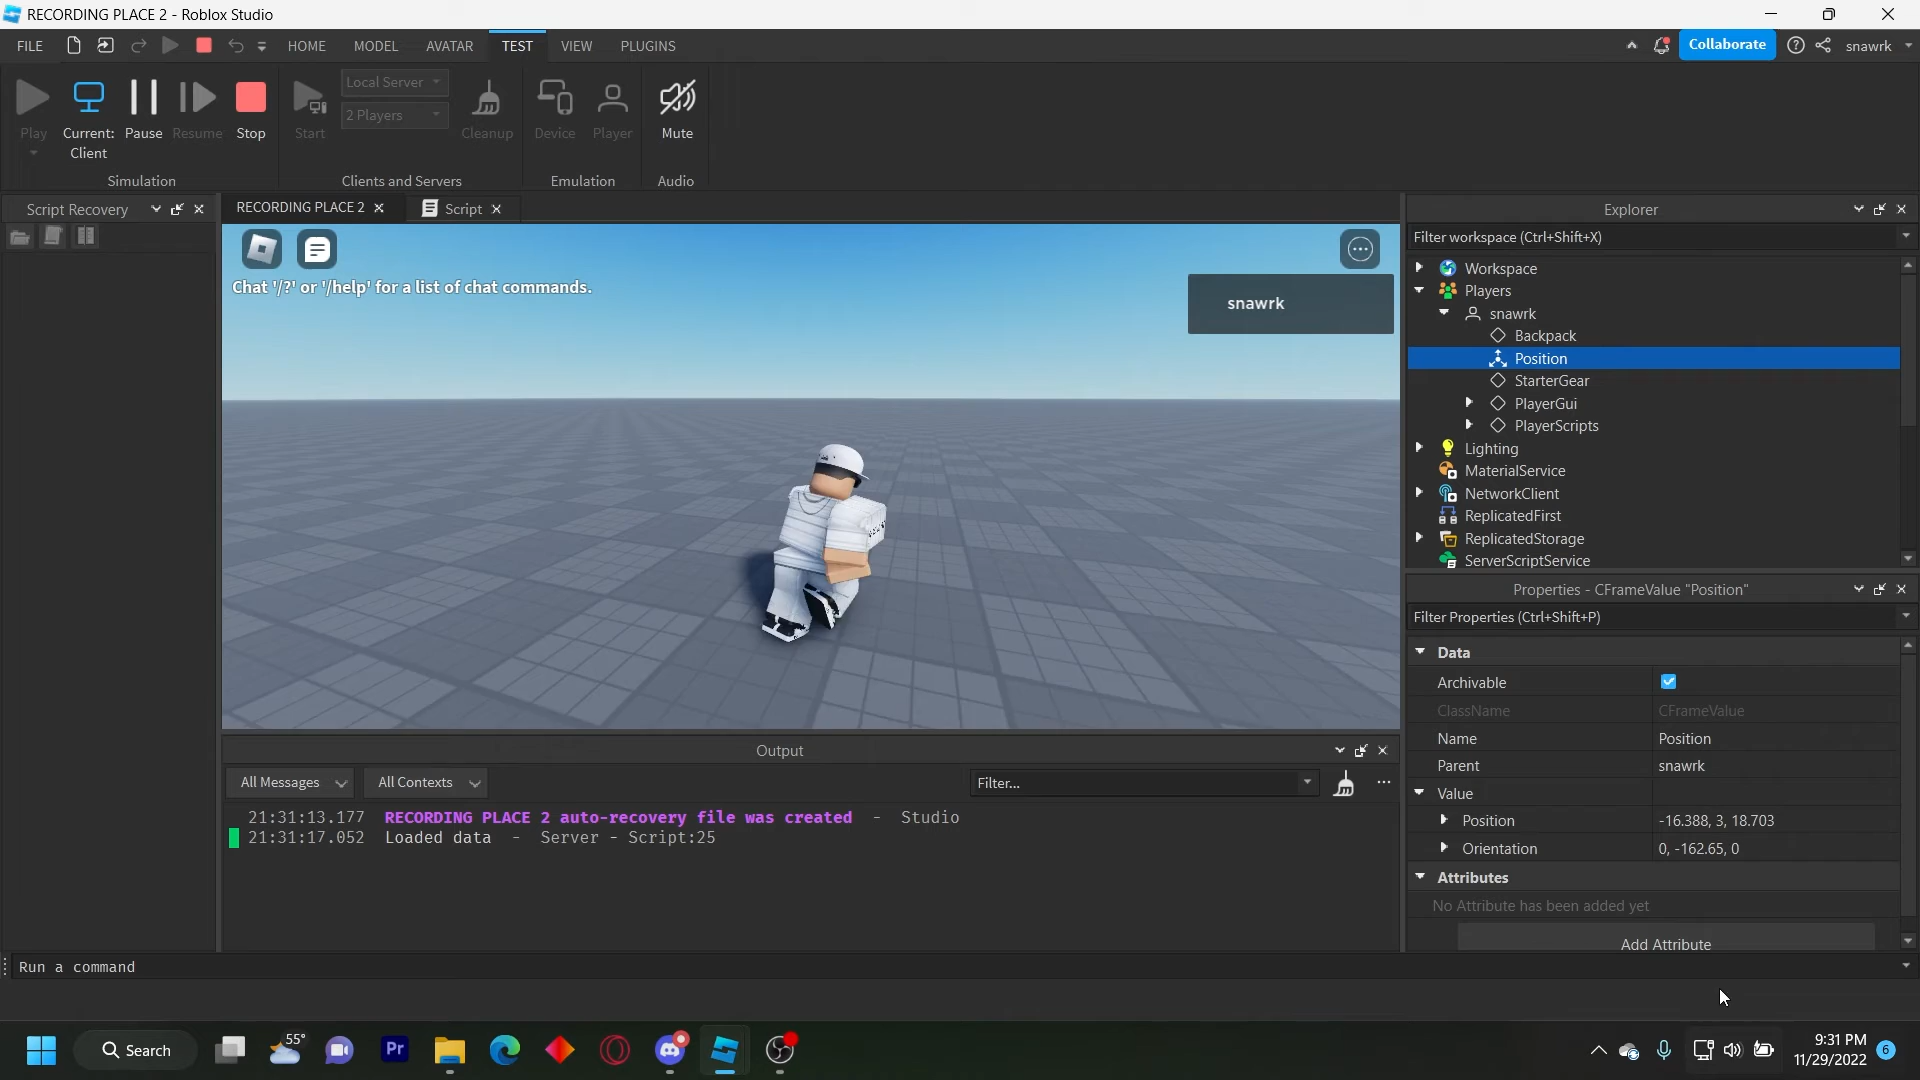 RECORDING PLACE 2 - Roblox Studio
FILE HOME MODEL AVATAR TEST VIEW PLUGINS Collaborate snawrk
Play Current: Client Pause Resume Stop
Simulation
Start Local Server 2 Players Cleanup
Clients and Servers
Device Player
Emulation
Mute
Audio
Script Recovery
RECORDING PLACE 2 Script
Chat '/?' or '/help' for a list of chat commands.
snawrk
Output
All Messages All Contexts Filter...
21:31:13.177 RECORDING PLACE 2 auto-recovery file was created - Studio
21:31:17.052 Loaded data - Server - Script:25
Explorer
Filter workspace (Ctrl+Shift+X)
Workspace
Players
snawrk
Backpack
Position
StarterGear
PlayerGui
PlayerScripts
Lighting
MaterialService
NetworkClient
ReplicatedFirst
ReplicatedStorage
ServerScriptService
Properties - CFrameValue "Position"
Filter Properties (Ctrl+Shift+P)
Data
Archivable
ClassName CFrameValue
Name Position
Parent snawrk
Value
Position -16.388, 3, 18.703
Orientation 0, -162.65, 0
Attributes
No Attribute has been added yet
Add Attribute
Run a command
Search
55°
Pr
9:31 PM
11/29/2022
6